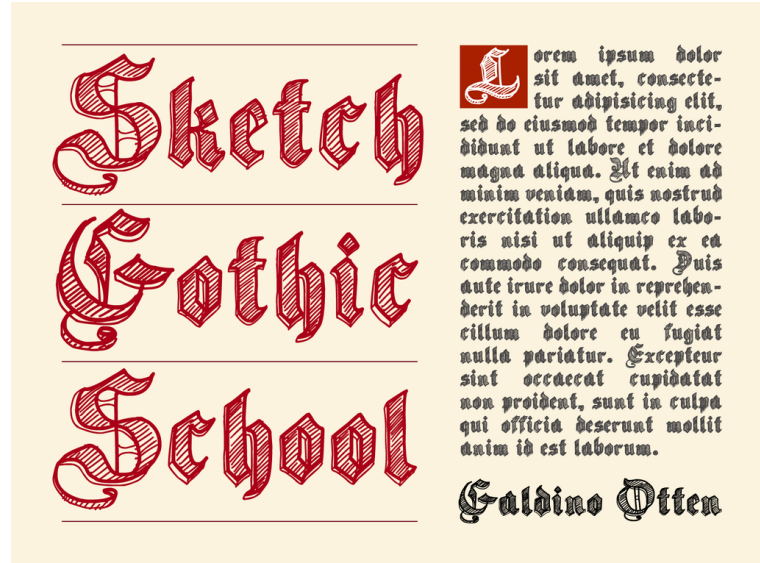 Sketch
Gothic
School
Lorem ipsum dolor
sit amet, consecte-
tur adipisicing elit,
sed do eiusmod tempor inci-
didunt ut labore et dolore
magna aliqua. Ut enim ad
minim veniam, quis nostrud
exercitation ullamco labo-
ris nisi ut aliquip ex ea
commodo consequat. Duis
aute irure dolor in reprehen-
derit in voluptate velit esse
cillum dolore eu fugiat
nulla pariatur. Excepteur
sint occaecat cupidatat
non proident, sunt in culpa
qui officia deserunt mollit
anim id est laborum.
Galdino Otten